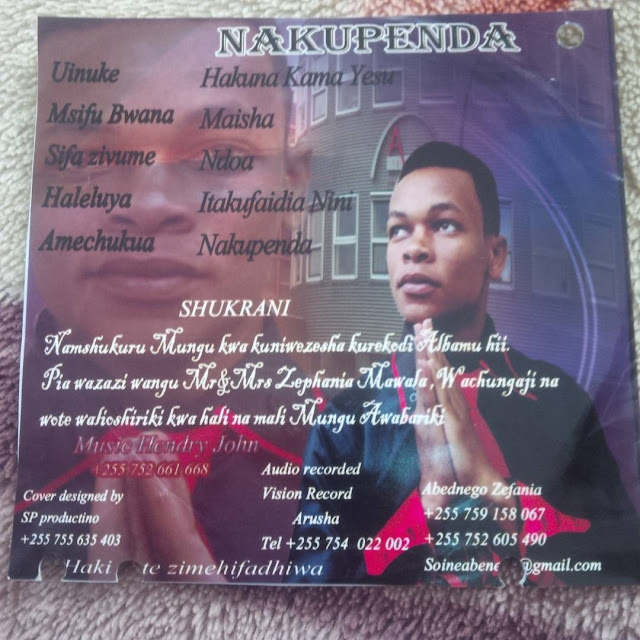 NAKUPENDA
Uinuke
Msifu Bwana
Sifa zivume
Haleluya
Amechukua
Hakuna Kama Yesu
Maisha
Ndoa
Itakufaidia Nini
Nakupenda
SHUKRANI
Namshukuru Mungu kwa kuniwezesha kurekodi Albamu hii.
Pia wazazi wangu Mr&Mrs Zephania Mawala, Wachungaji na
wote walioshiriki kwa hali na mali Mungu Awabariki
Music Hendry John
+255 752 661 668
Cover designed by
SP productino
+255 755 635 403
Audio recorded
Vision Record
Arusha
Tel +255 754 022 002
Abednego Zefania
+255 759 158 067
+255 752 605 490
@gmail.com
Haki zimehifadhiwa